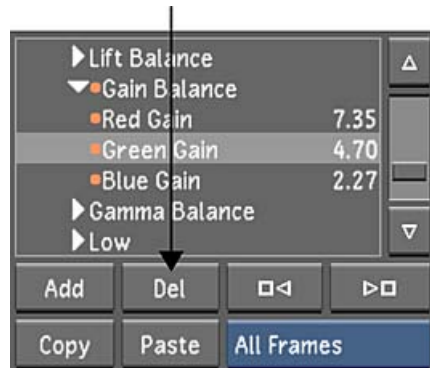 Lift Balance
Gain Balance
Red Gain 7.35
Green Gain 4.70
Blue Gain 2.27
Gamma Balance
Low
Add Del
Copy Paste All Frames